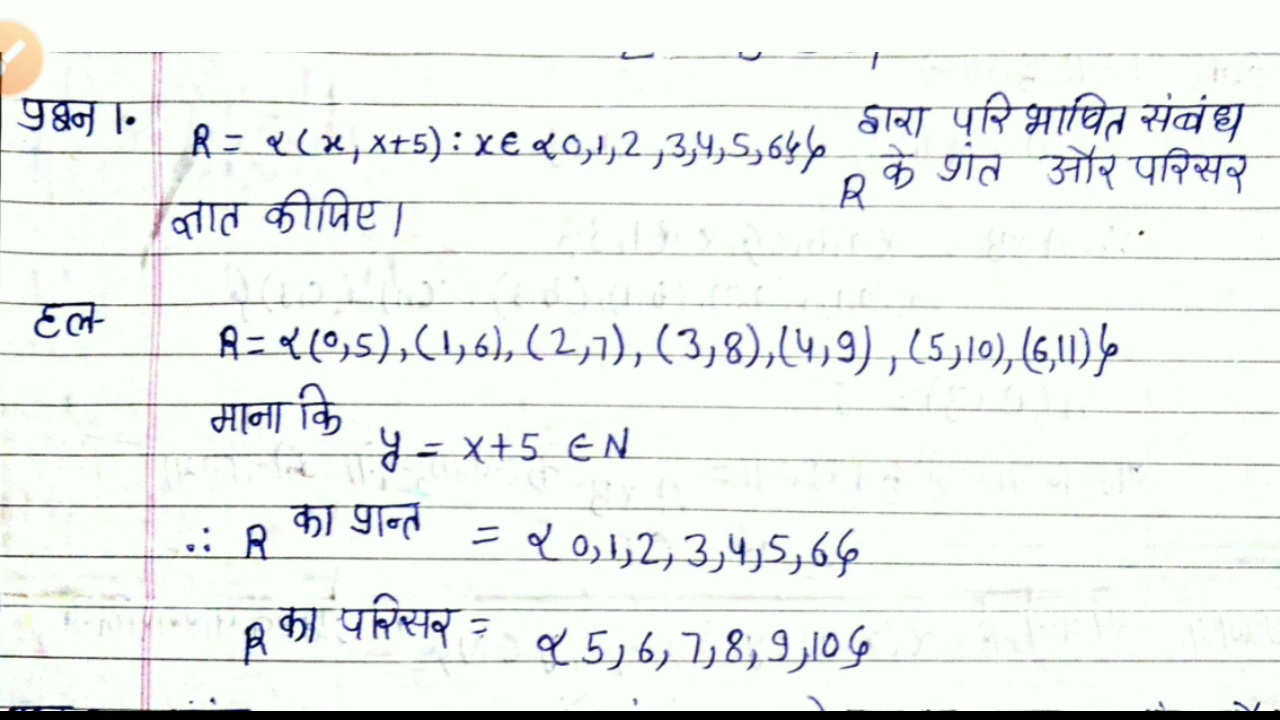 प्रश्न 1. R = {(x, x+5) : x ∈ {0,1,2,3,4,5,6}} द्वारा परिभाषित संबंध
R के प्रांत और परिसर
ज्ञात कीजिए।
हल- R = {(0,5), (1,6), (2,7), (3,8), (4,9), (5,10), (6,11)}
माना कि y = x+5 ∈ N
∴ R का प्रान्त = {0,1,2,3,4,5,6}
R का परिसर = {5,6,7,8,9,10}